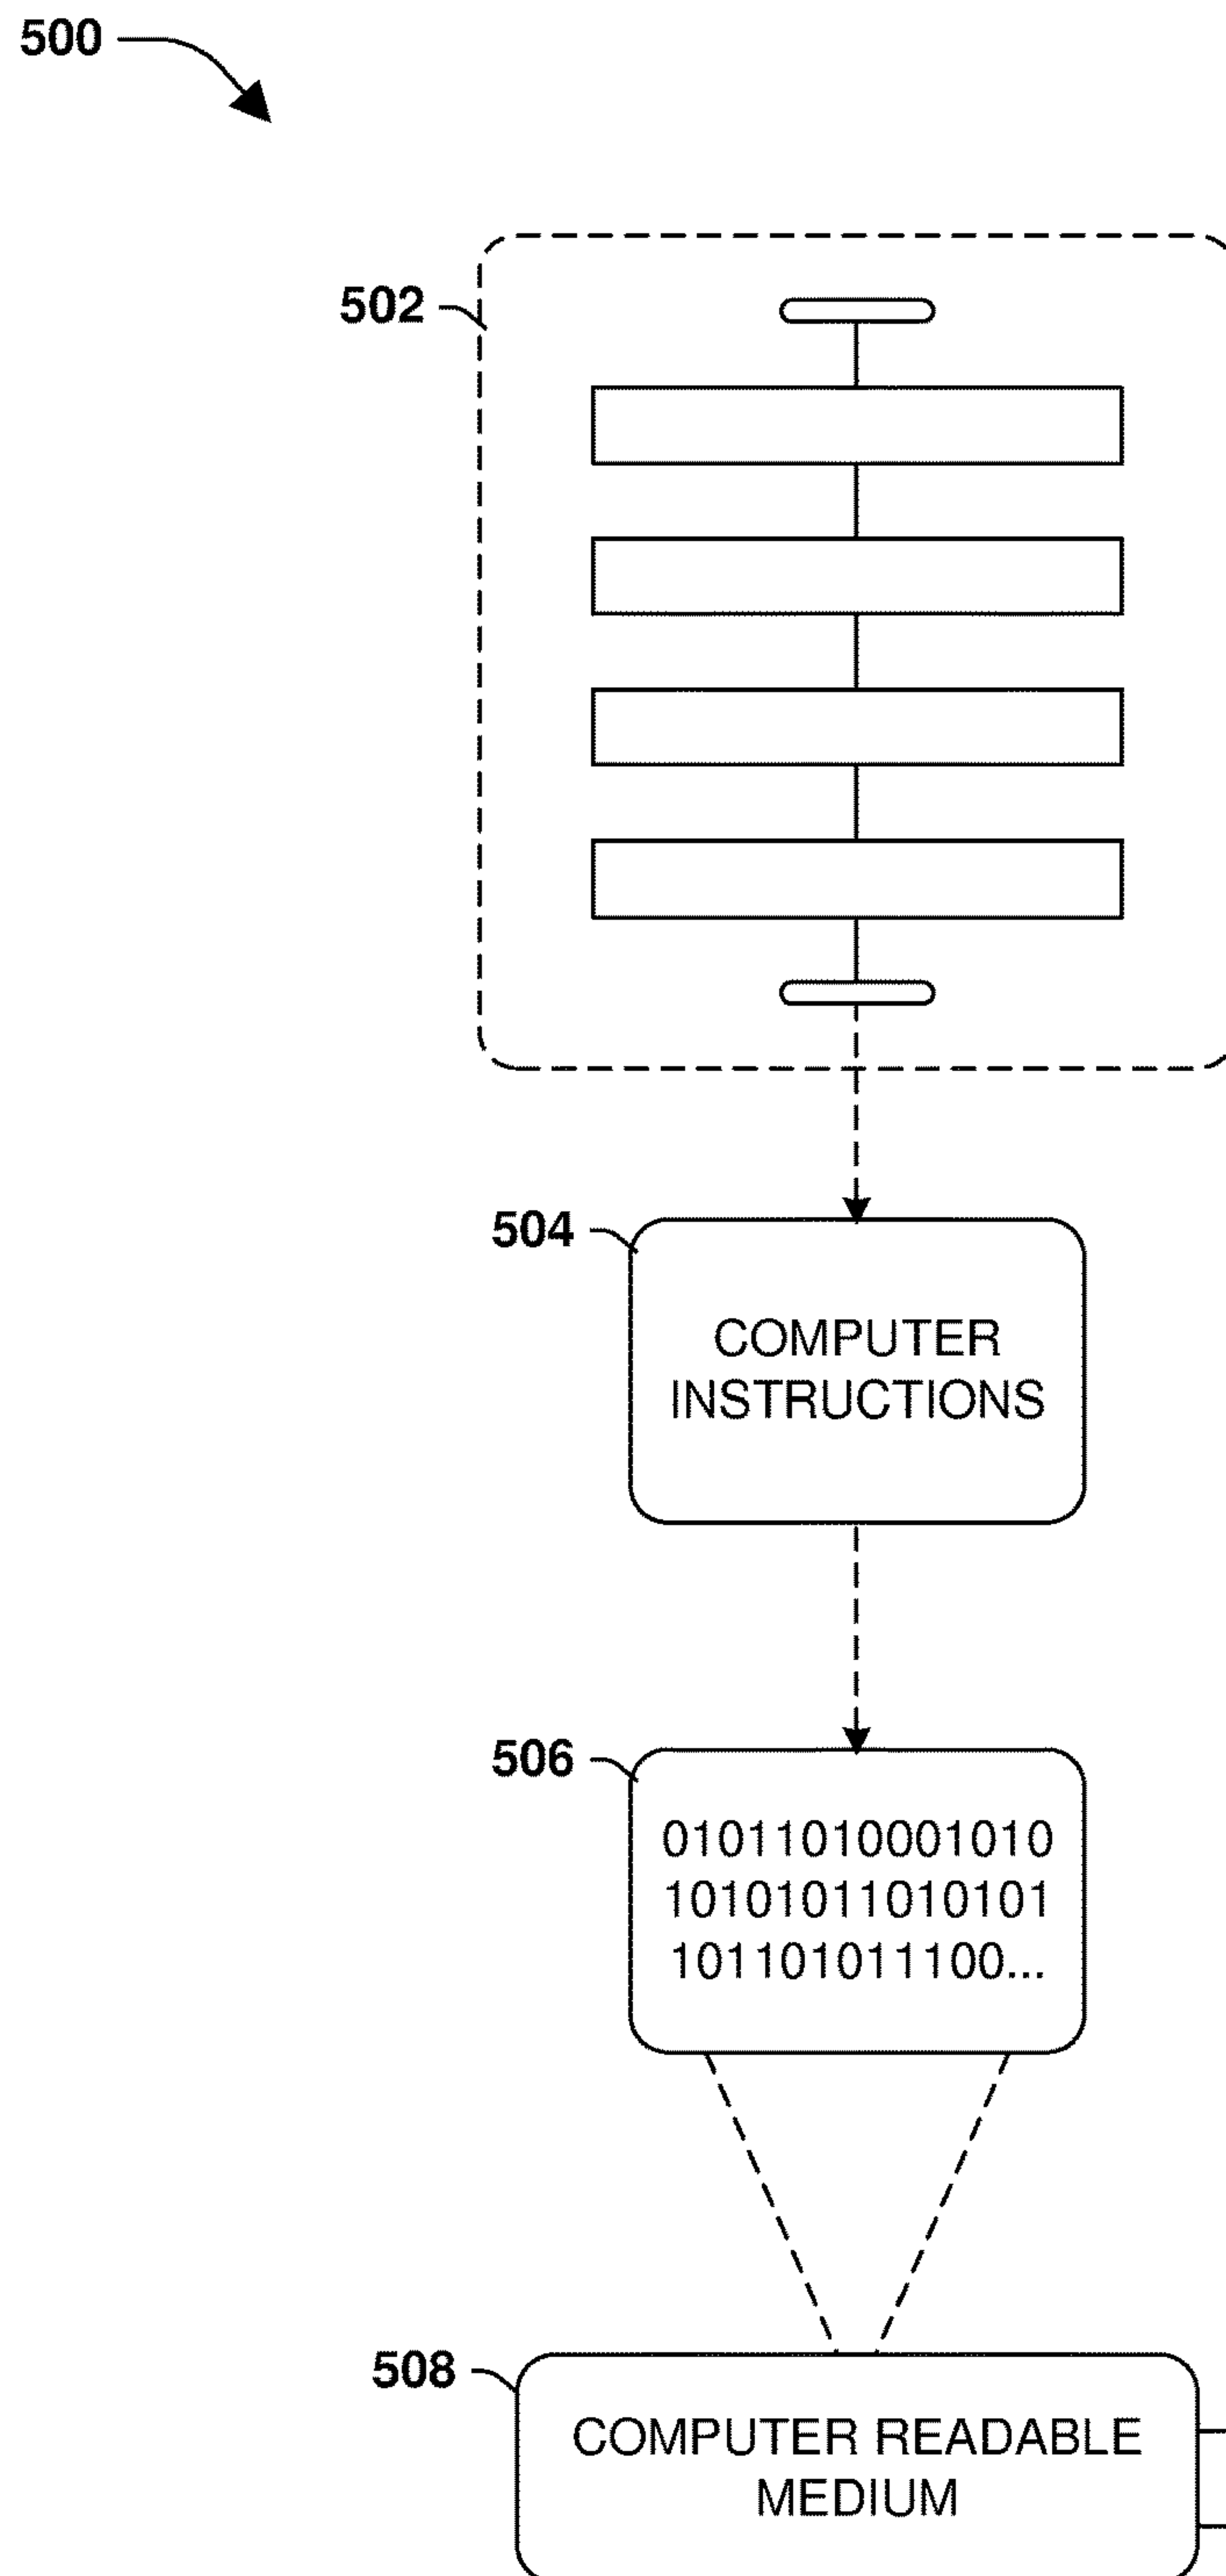 500
502
504
COMPUTER
INSTRUCTIONS
506
01011010001010
10101011010101
101101011100...
508
COMPUTER READABLE
MEDIUM